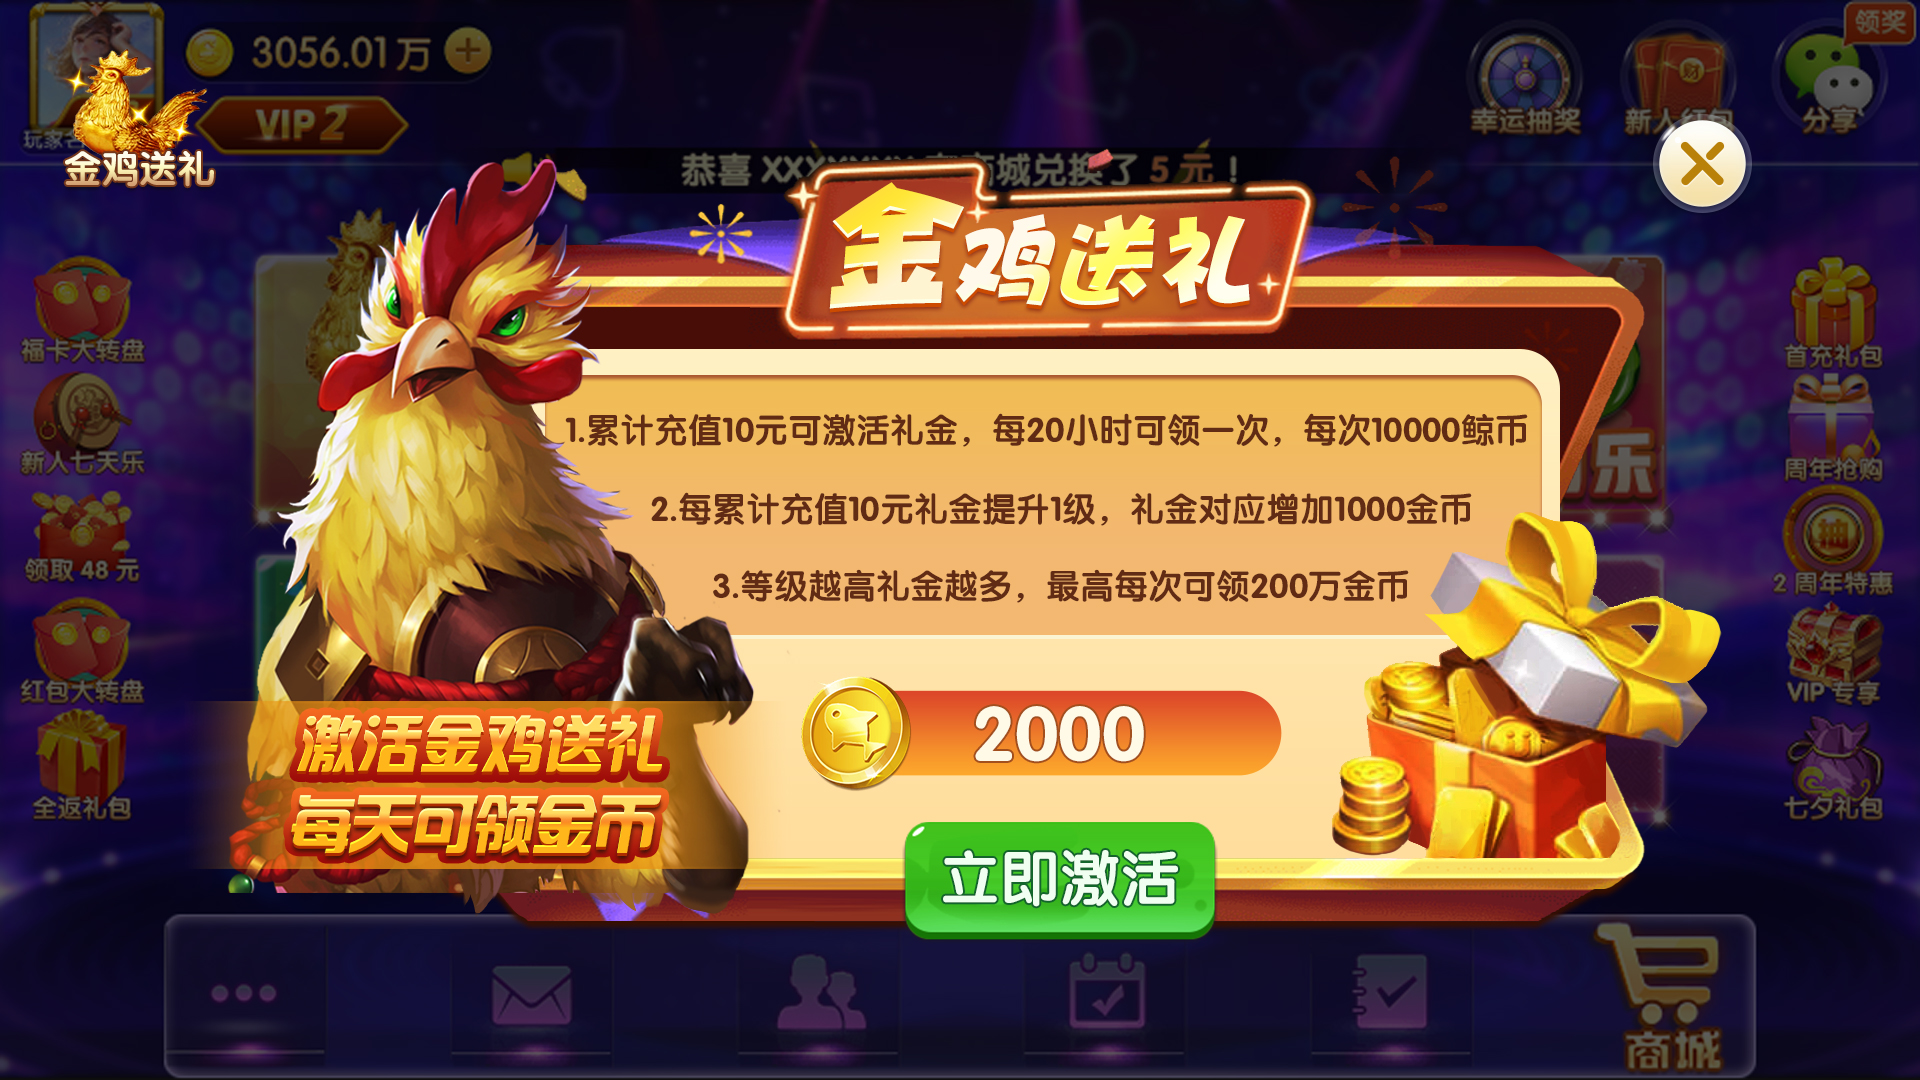 3056.01万
VIP 2
领奖
幸运抽奖
新人红包
分享
金鸡送礼
金鸡送礼
福卡大转盘
新人七天乐
领取 48 元
红包大转盘
全返礼包
1.累计充值10元可激活礼金，每20小时可领一次，每次10000鲸币
2.每累计充值10元礼金提升1级，礼金对应增加1000金币
3.等级越高礼金越多，最高每次可领200万金币
激活金鸡送礼
每天可领金币
2000
立即激活
首充礼包
周年抢购
抽
2 周年特惠
VIP 专享
七夕礼包
乐
商城